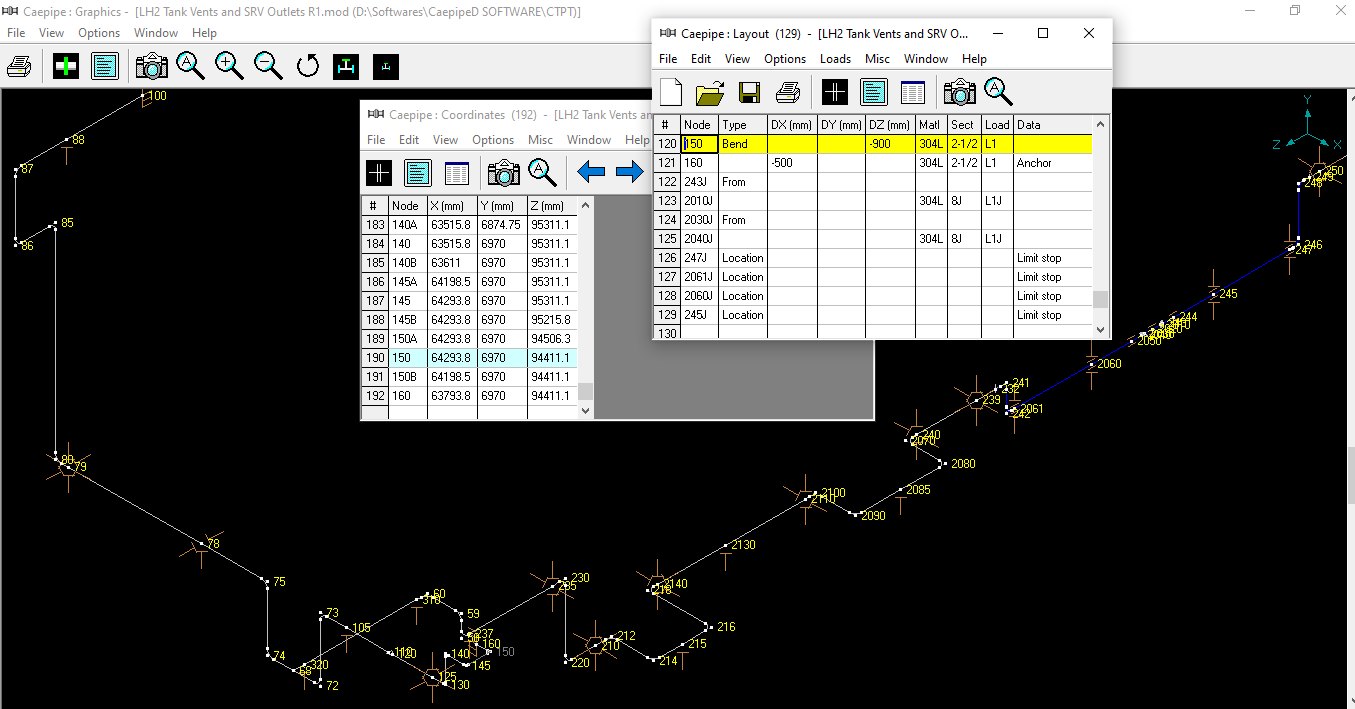 Caepipe : Graphics - [LH2 Tank Vents and SRV Outlets R1.mod (D:\Softwares\CaepipeD SOFTWARE\CTPT)]
File View Options Window Help
Caepipe : Layout (129) - [LH2 Tank Vents and SRV O...
File Edit View Options Loads Misc Window Help
# Node Type DX (mm) DY (mm) DZ (mm) Matl Sect Load Data
120 150 Bend -900 304L 2-1/2 L1
121 160 -500 304L 2-1/2 L1 Anchor
122 243J From
123 2010J 304L 8J L1J
124 2030J From
125 2040J 304L 8J L1J
126 247J Location Limit stop
127 2061J Location Limit stop
128 2060J Location Limit stop
129 245J Location Limit stop
130
Caepipe : Coordinates (192) - [LH2 Tank Vents an
File Edit View Options Misc Window Help
# Node X (mm) Y (mm) Z (mm)
183 140A 63515.8 6874.75 95311.1
184 140 63515.8 6970 95311.1
185 140B 63611 6970 95311.1
186 145A 64198.5 6970 95311.1
187 145 64293.8 6970 95311.1
188 145B 64293.8 6970 95215.8
189 150A 64293.8 6970 94506.3
190 150 64293.8 6970 94411.1
191 150B 64198.5 6970 94411.1
192 160 63793.8 6970 94411.1
Y
Z
X
100
88
87
85
86
80
79
78
75
74
73
105
68
320
72
110
120
125
130
140
145
150
160
237
59
60
310
230
235
220
210
212
214
215
216
218
2140
2130
2110
2100
2090
2085
2080
2070
240
239
241
232
242
2061
2060
2050
244
245
246
247
248
249
250